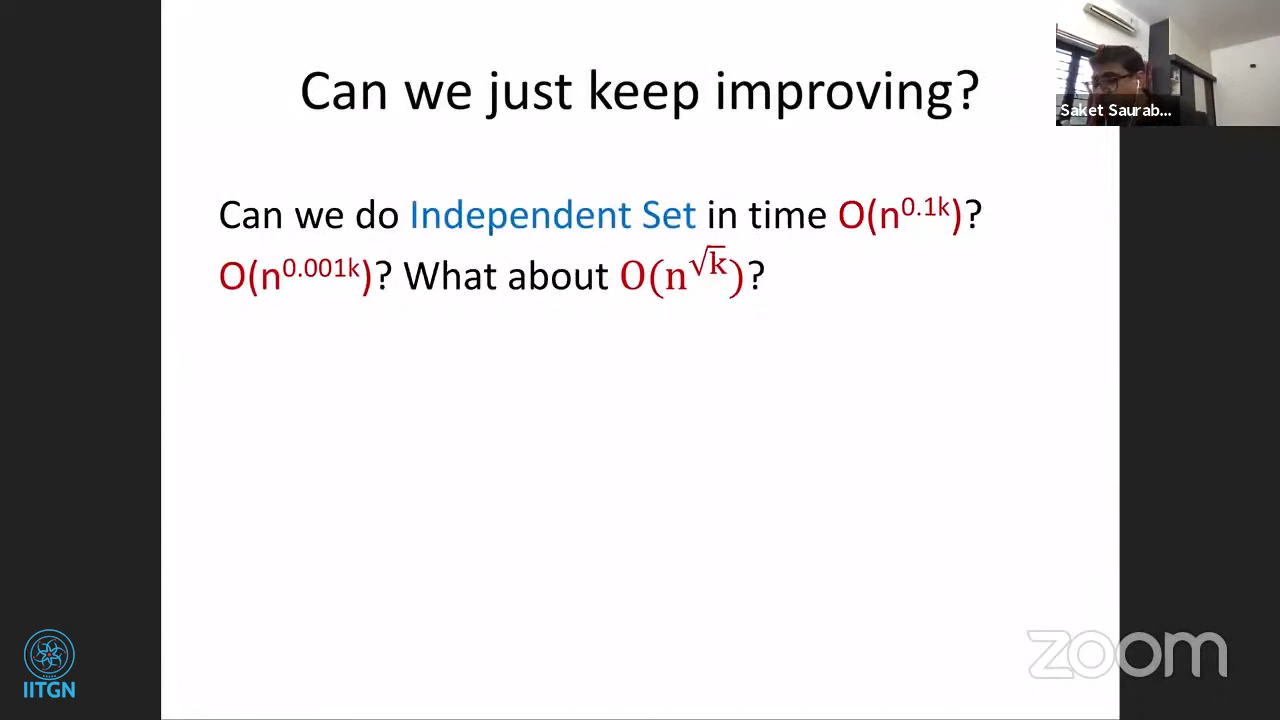 Can we just keep improving?
Saket Saurab...
Can we do Independent Set in time O(n^0.1k)?
O(n^0.001k)? What about O(n^√k)?
IITGN
zoom